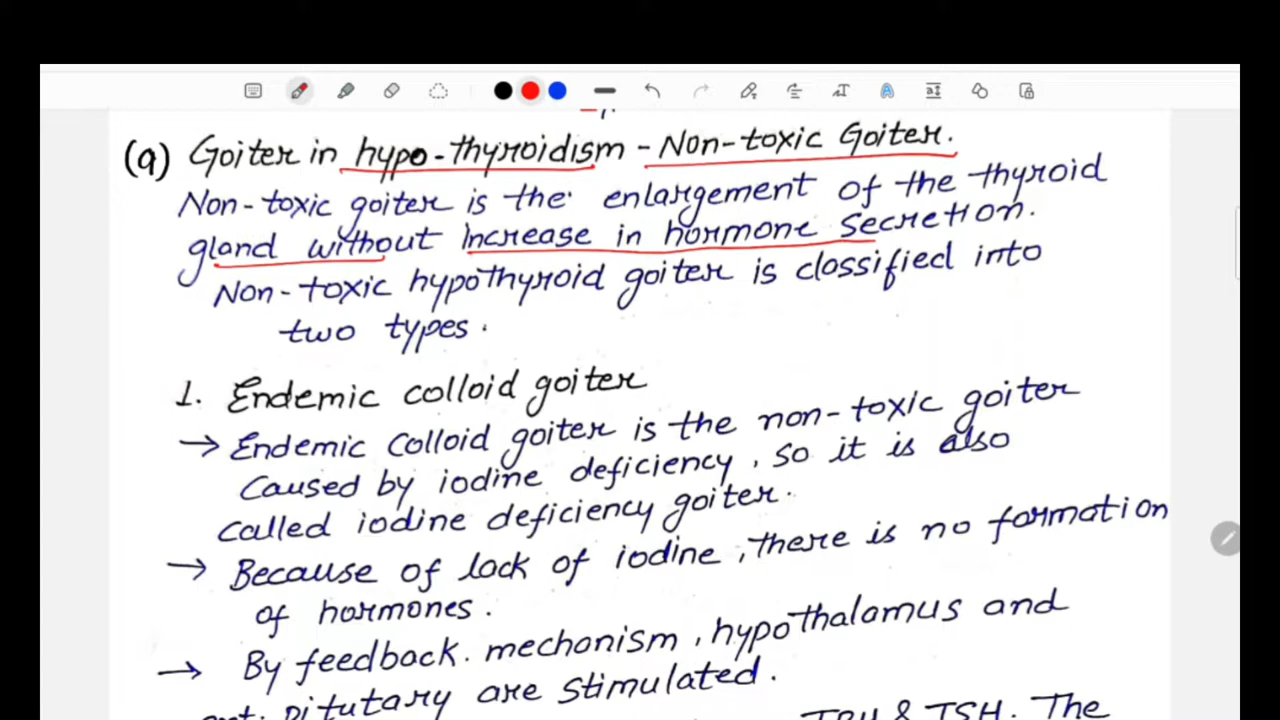 (a) Goiter in hypo-thyroidism - Non-toxic Goiter.
Non-toxic goiter is the enlargement of the thyroid
gland without Increase in hormone secretion.
Non-toxic hypothyroid goiter is classified into
two types.
1. Endemic colloid goiter
→ Endemic colloid goiter is the non-toxic goiter
caused by iodine deficiency, so it is also
called iodine deficiency goiter.
→ Because of lack of iodine, there is no formation
of hormones.
→ By feedback. mechanism, hypothalamus and
pitutary are stimulated.
& TSH. The